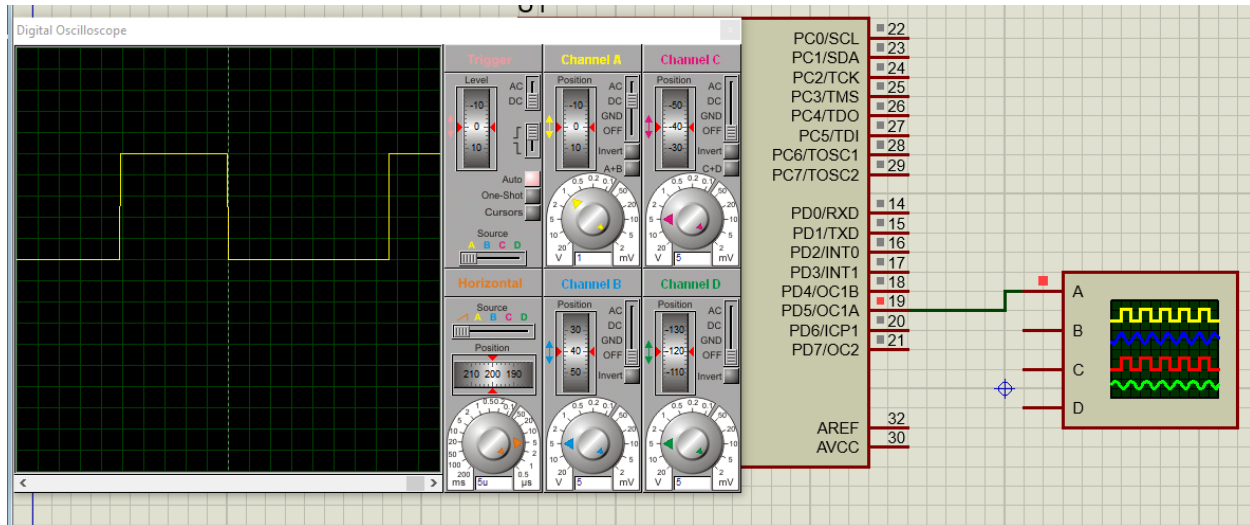 Digital Oscilloscope
Trigger
Level
AC
DC
-10
0
10
Auto
One-Shot
Cursors
Source
A B C D
Channel A
Position
AC
DC
GND
OFF
-10
0
10
Invert
A+B
V 1 mV
Channel C
Position
AC
DC
GND
OFF
-50
-40
-30
Invert
C+D
V 5 mV
Horizontal
Source
A B C D
Position
210 200 190
ms 5u µs
Channel B
Position
AC
DC
GND
OFF
30
40
50
Invert
V 5 mV
Channel D
Position
AC
DC
GND
OFF
-130
-120
-110
Invert
V 5 mV
PC0/SCL 22
PC1/SDA 23
PC2/TCK 24
PC3/TMS 25
PC4/TDO 26
PC5/TDI 27
PC6/TOSC1 28
PC7/TOSC2 29
PD0/RXD 14
PD1/TXD 15
PD2/INT0 16
PD3/INT1 17
PD4/OC1B 18
PD5/OC1A 19
PD6/ICP1 20
PD7/OC2 21
AREF 32
AVCC 30
A
B
C
D